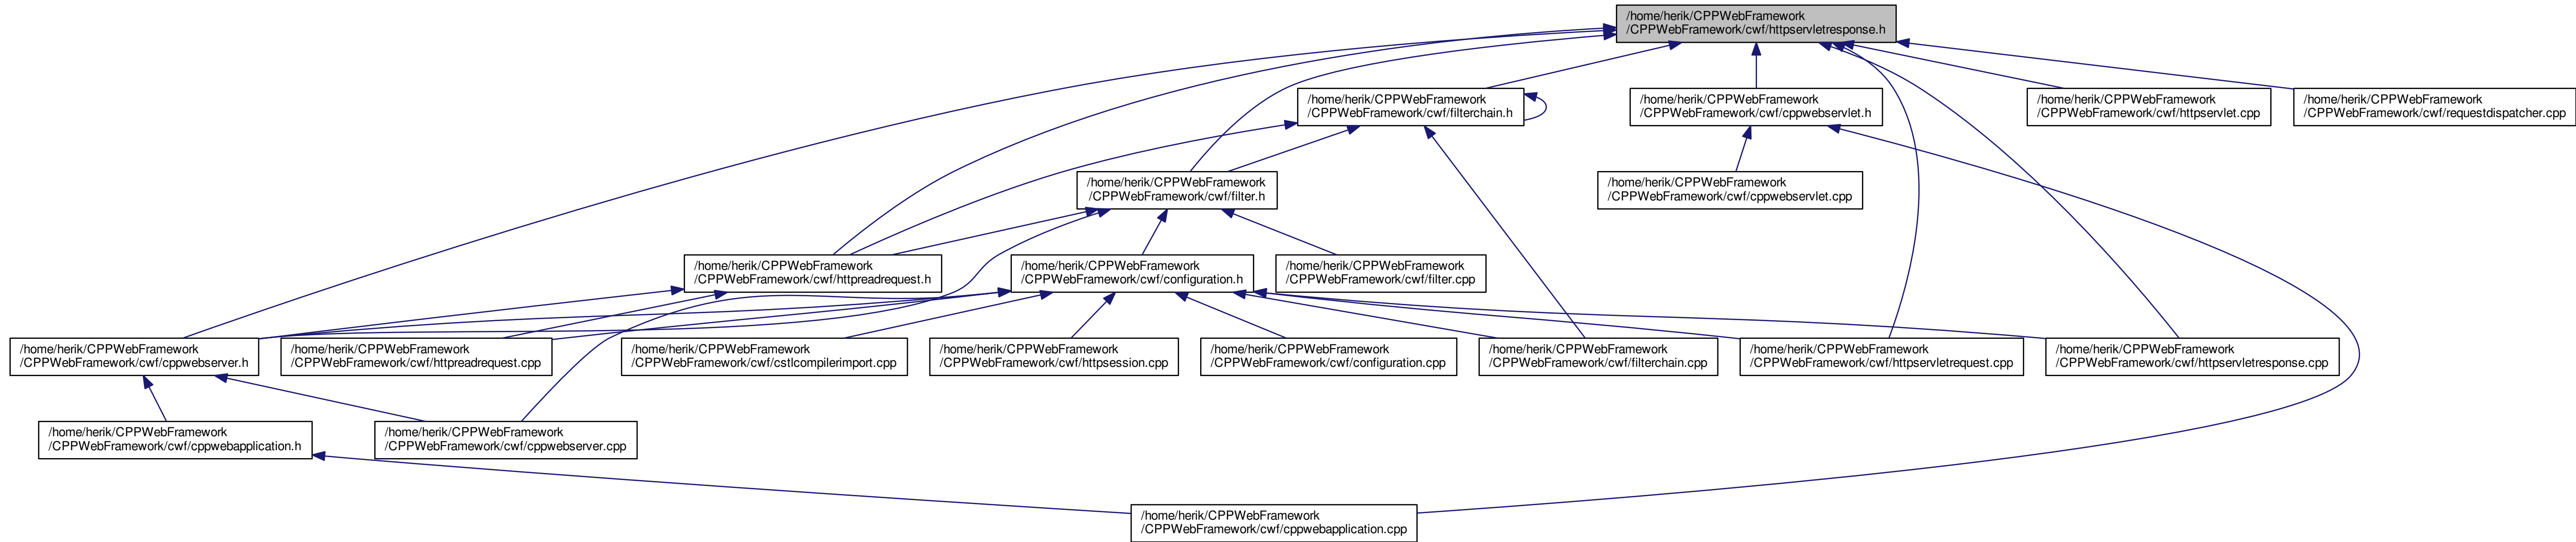 /home/herik/CPPWebFramework
/CPPWebFramework/cwf/httpservletresponse.h
/home/herik/CPPWebFramework
/CPPWebFramework/cwf/filterchain.h
/home/herik/CPPWebFramework
/CPPWebFramework/cwf/cppwebservlet.h
/home/herik/CPPWebFramework
/CPPWebFramework/cwf/httpservlet.cpp
/home/herik/CPPWebFramework
/CPPWebFramework/cwf/requestdispatcher.cpp
/home/herik/CPPWebFramework
/CPPWebFramework/cwf/filter.h
/home/herik/CPPWebFramework
/CPPWebFramework/cwf/cppwebservlet.cpp
/home/herik/CPPWebFramework
/CPPWebFramework/cwf/httpreadrequest.h
/home/herik/CPPWebFramework
/CPPWebFramework/cwf/configuration.h
/home/herik/CPPWebFramework
/CPPWebFramework/cwf/filter.cpp
/home/herik/CPPWebFramework
/CPPWebFramework/cwf/cppwebserver.h
/home/herik/CPPWebFramework
/CPPWebFramework/cwf/httpreadrequest.cpp
/home/herik/CPPWebFramework
/CPPWebFramework/cwf/cstlcompilerimport.cpp
/home/herik/CPPWebFramework
/CPPWebFramework/cwf/httpsession.cpp
/home/herik/CPPWebFramework
/CPPWebFramework/cwf/configuration.cpp
/home/herik/CPPWebFramework
/CPPWebFramework/cwf/filterchain.cpp
/home/herik/CPPWebFramework
/CPPWebFramework/cwf/httpservletrequest.cpp
/home/herik/CPPWebFramework
/CPPWebFramework/cwf/httpservletresponse.cpp
/home/herik/CPPWebFramework
/CPPWebFramework/cwf/cppwebapplication.h
/home/herik/CPPWebFramework
/CPPWebFramework/cwf/cppwebserver.cpp
/home/herik/CPPWebFramework
/CPPWebFramework/cwf/cppwebapplication.cpp